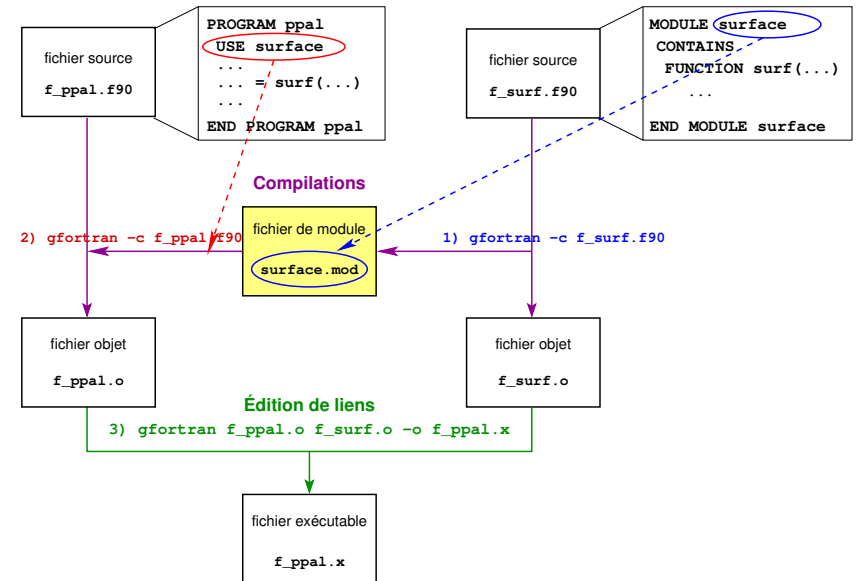 fichier source
f_ppal.f90
PROGRAM ppal
USE surface
...
... = surf(...)
...
END PROGRAM ppal
fichier source
f_surf.f90
MODULE surface
CONTAINS
FUNCTION surf(...)
...
END MODULE surface
Compilations
2) gfortran −c f_ppal.f90
fichier de module
surface.mod
1) gfortran −c f_surf.f90
fichier objet
f_ppal.o
fichier objet
f_surf.o
Édition de liens
3) gfortran f_ppal.o f_surf.o −o f_ppal.x
fichier exécutable
f_ppal.x